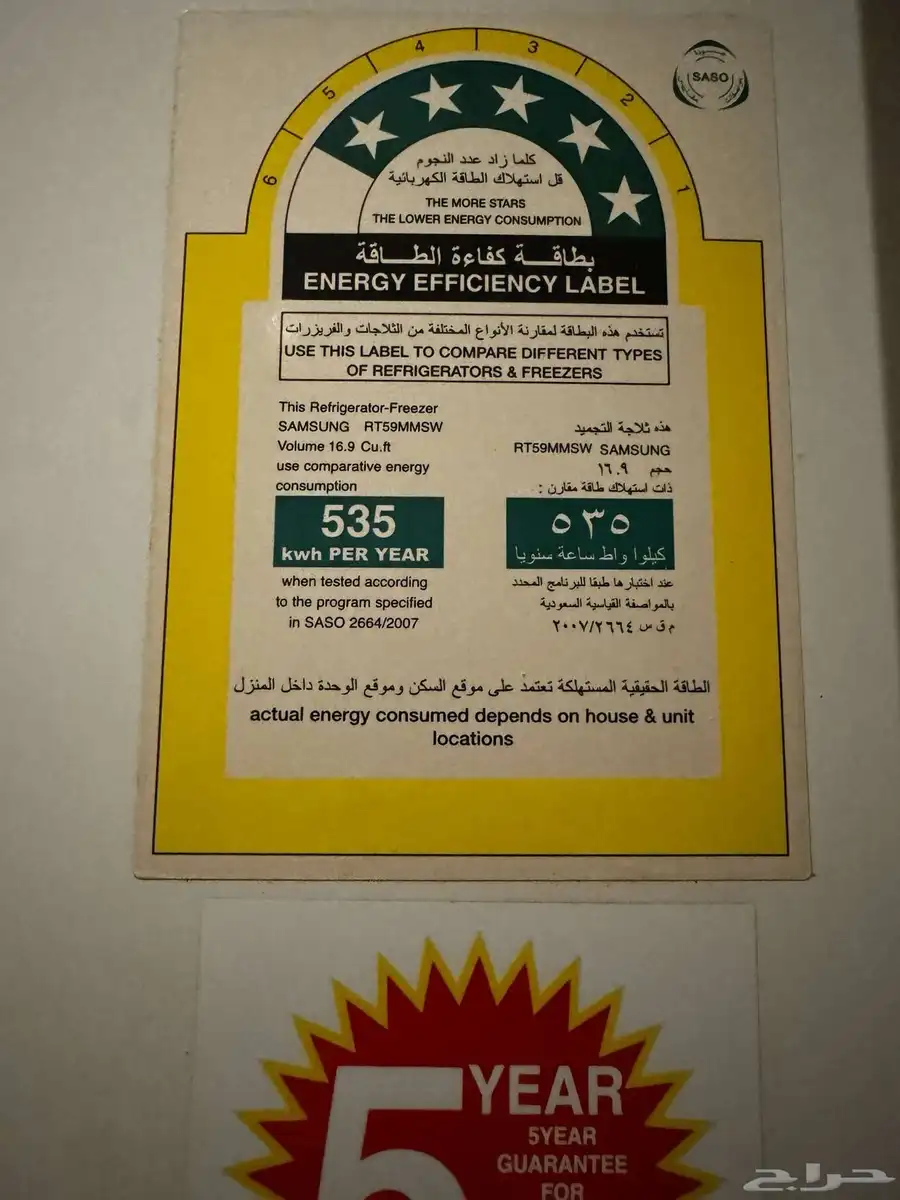 6 5 4 3 2 1
SASO
كلما زاد عدد النجوم
قل استهلاك الطاقة الكهربائية
THE MORE STARS
THE LOWER ENERGY CONSUMPTION
بطاقة كفاءة الطاقة
ENERGY EFFICIENCY LABEL
تستخدم هذه البطاقة لمقارنة الأنواع المختلفة من الثلاجات والفريزرات
USE THIS LABEL TO COMPARE DIFFERENT TYPES
OF REFRIGERATORS & FREEZERS
This Refrigerator-Freezer
SAMSUNG RT59MMSW
Volume 16.9 Cu.ft
use comparative energy
consumption
535
kwh PER YEAR
when tested according
to the program specified
in SASO 2664/2007
هذه ثلاجة التجميد
RT59MMSW SAMSUNG
حجم ١٦.٩
ذات استهلاك طاقة مقارن :
٥٣٥
كيلوا واط ساعة سنويا
عند اختبارها طبقا للبرنامج المحدد
بالمواصفة القياسية السعودية
م ق س ٢٠٠٧/٢٦٦٤
الطاقة الحقيقية المستهلكة تعتمد على موقع السكن وموقع الوحدة داخل المنزل
actual energy consumed depends on house & unit
locations
5 YEAR
5YEAR
GUARANTEE
FOR
حراج